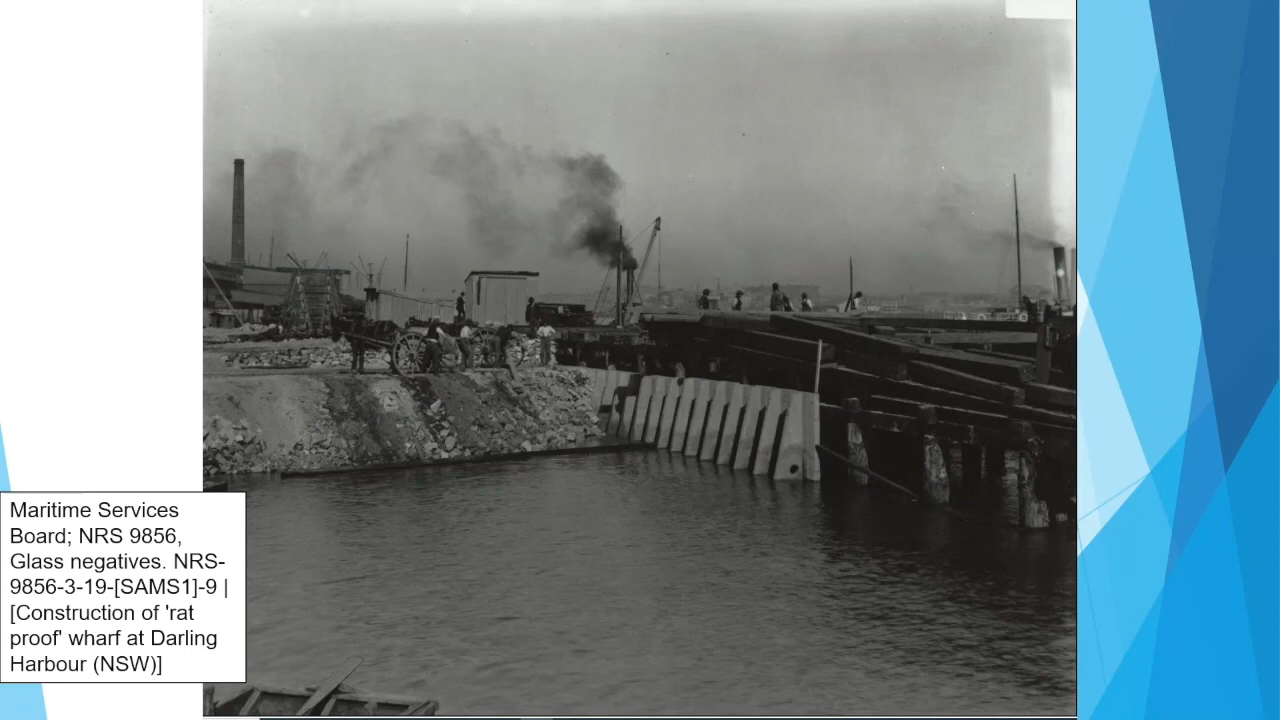 Maritime Services
Board; NRS 9856,
Glass negatives. NRS-
9856-3-19-[SAMS1]-9 |
[Construction of 'rat
proof' wharf at Darling
Harbour (NSW)]